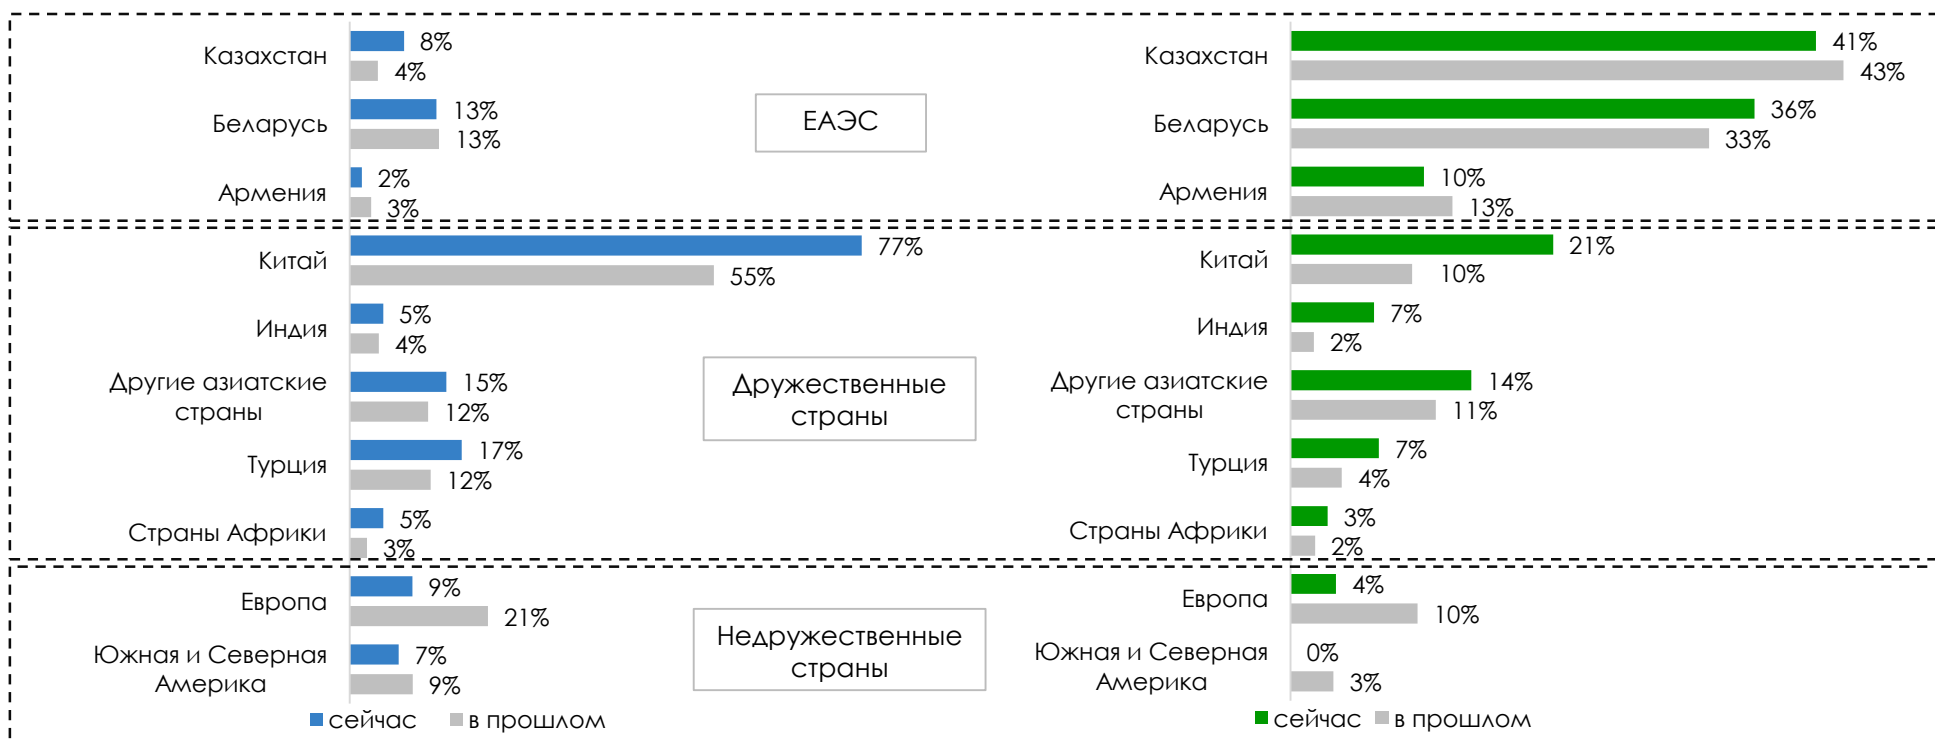 Казахстан
8%
4%
Беларусь
13%
13%
Армения
2%
3%
ЕАЭС
Казахстан
41%
43%
Беларусь
36%
33%
Армения
10%
13%
Китай
77%
55%
Индия
5%
4%
Другие азиатские
страны
15%
12%
Турция
17%
12%
Страны Африки
5%
3%
Дружественные
страны
Китай
21%
10%
Индия
7%
2%
Другие азиатские
страны
14%
11%
Турция
7%
4%
Страны Африки
3%
2%
Европа
9%
21%
Южная и Северная
Америка
7%
9%
сейчас
в прошлом
Недружественные
страны
Европа
4%
10%
Южная и Северная
Америка
0%
3%
сейчас
в прошлом